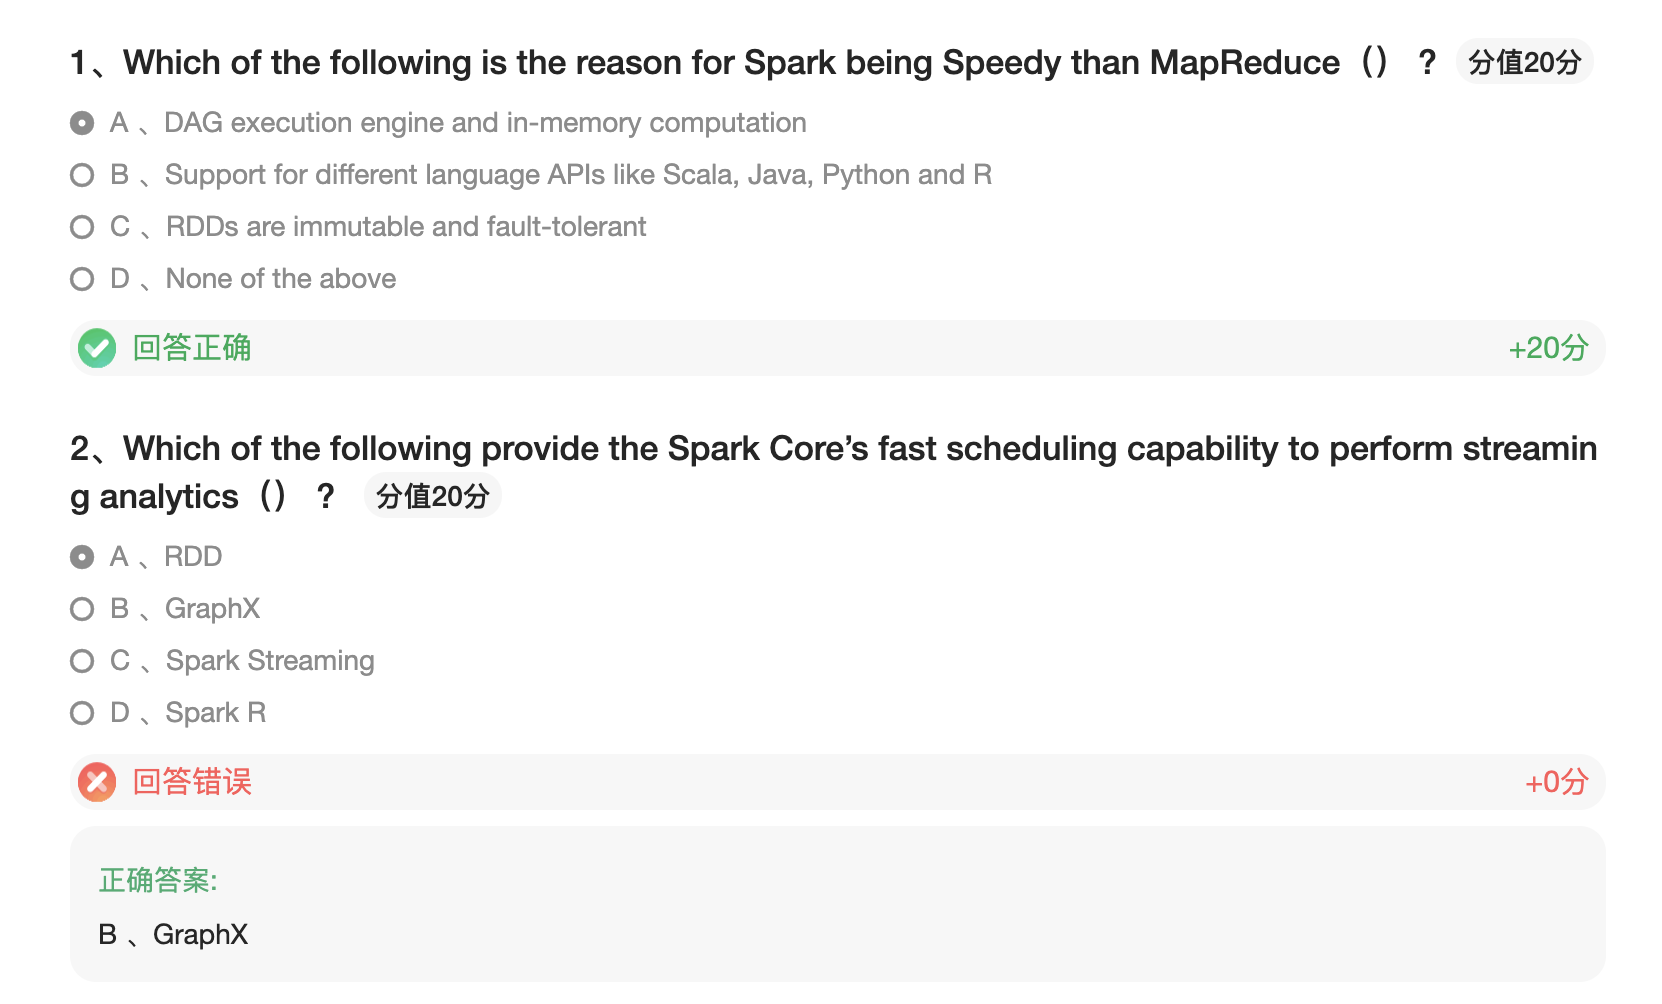 1、Which of the following is the reason for Spark being Speedy than MapReduce（） ？ 分值20分
A 、DAG execution engine and in-memory computation
B 、Support for different language APIs like Scala, Java, Python and R
C 、RDDs are immutable and fault-tolerant
D 、None of the above
回答正确 +20分
2、Which of the following provide the Spark Core’s fast scheduling capability to perform streamin
g analytics（） ？ 分值20分
A 、RDD
B 、GraphX
C 、Spark Streaming
D 、Spark R
回答错误 +0分
正确答案:
B 、GraphX